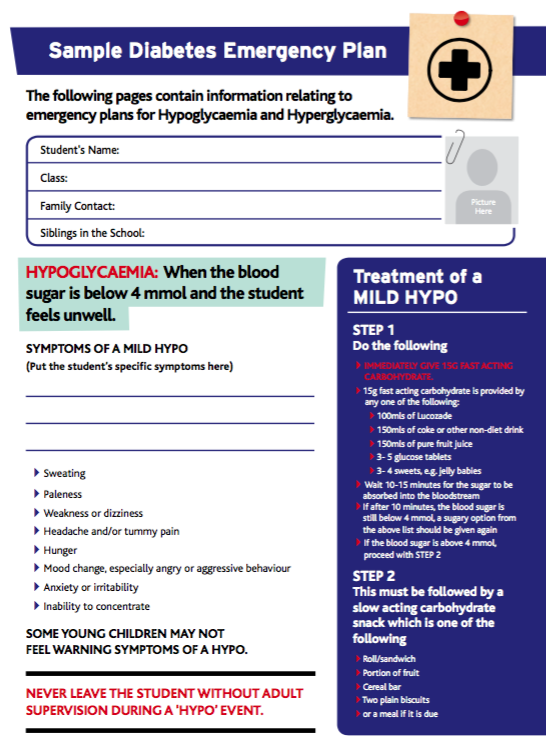 Sample Diabetes Emergency Plan
The following pages contain information relating to
emergency plans for Hypoglycaemia and Hyperglycaemia.
Student's Name:
Class:
Family Contact:
Siblings in the School:
Picture
Here
HYPOGLYCAEMIA: When the blood
sugar is below 4 mmol and the student
feels unwell.
SYMPTOMS OF A MILD HYPO
(Put the student's specific symptoms here)
Sweating
Paleness
Weakness or dizziness
Headache and/or tummy pain
Hunger
Mood change, especially angry or aggressive behaviour
Anxiety or irritability
Inability to concentrate
SOME YOUNG CHILDREN MAY NOT
FEEL WARNING SYMPTOMS OF A HYPO.
NEVER LEAVE THE STUDENT WITHOUT ADULT
SUPERVISION DURING A 'HYPO' EVENT.
Treatment of a
MILD HYPO
STEP 1
Do the following
IMMEDIATELY GIVE 15G FAST ACTING
CARBOHYDRATE.
15g fast acting carbohydrate is provided by
any one of the following:
100mls of Lucozade
150mls of coke or other non-diet drink
150mls of pure fruit juice
3- 5 glucose tablets
3- 4 sweets, e.g. jelly babies
Wait 10-15 minutes for the sugar to be
absorbed into the bloodstream
If after 10 minutes, the blood sugar is
still below 4 mmol, a sugary option from
the above list should be given again
If the blood sugar is above 4 mmol,
proceed with STEP 2
STEP 2
This must be followed by a
slow acting carbohydrate
snack which is one of the
following
Roll/sandwich
Portion of fruit
Cereal bar
Two plain biscuits
or a meal if it is due